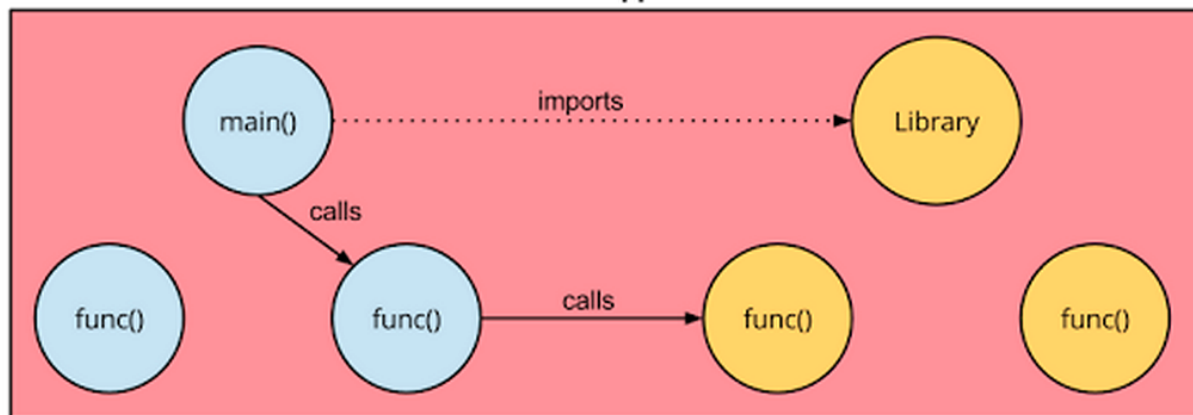 main()
imports
Library
calls
func()
func()
calls
func()
func()